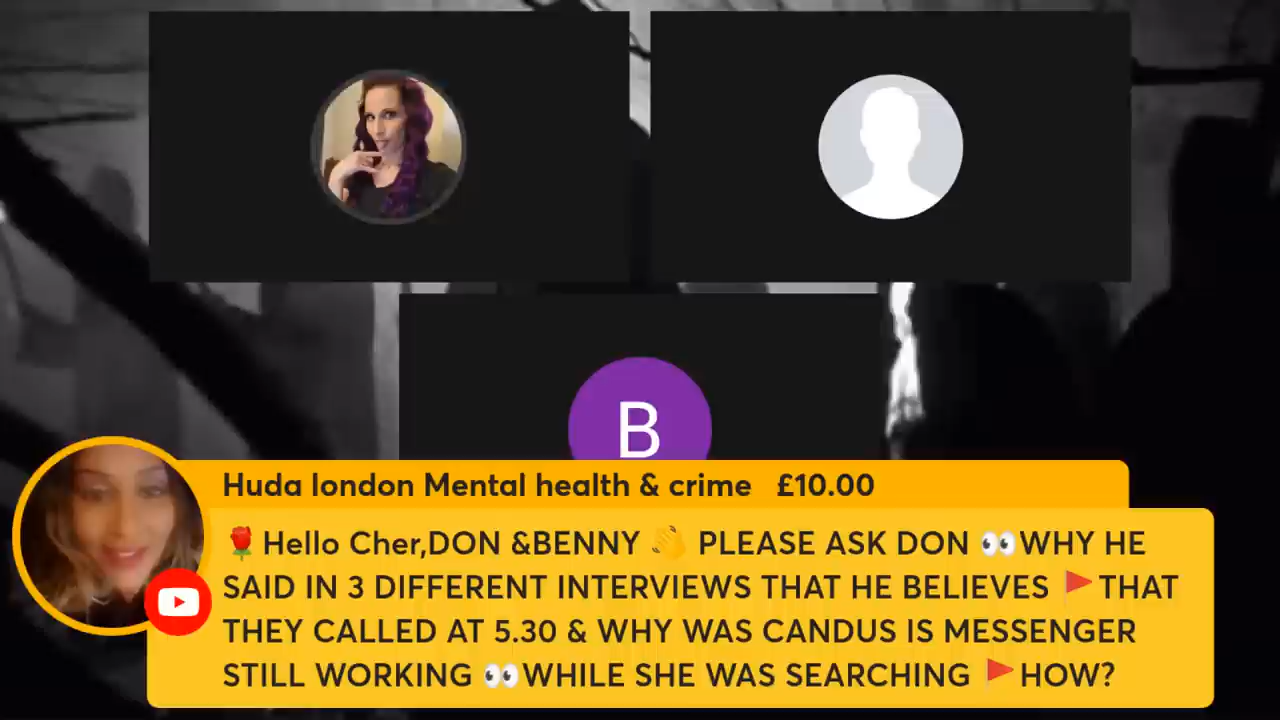 B
Huda london Mental health & crime £10.00
🌹Hello Cher,DON &BENNY 👋 PLEASE ASK DON 👀WHY HE
SAID IN 3 DIFFERENT INTERVIEWS THAT HE BELIEVES 🚩THAT
THEY CALLED AT 5.30 & WHY WAS CANDUS IS MESSENGER
STILL WORKING 👀WHILE SHE WAS SEARCHING 🚩HOW?